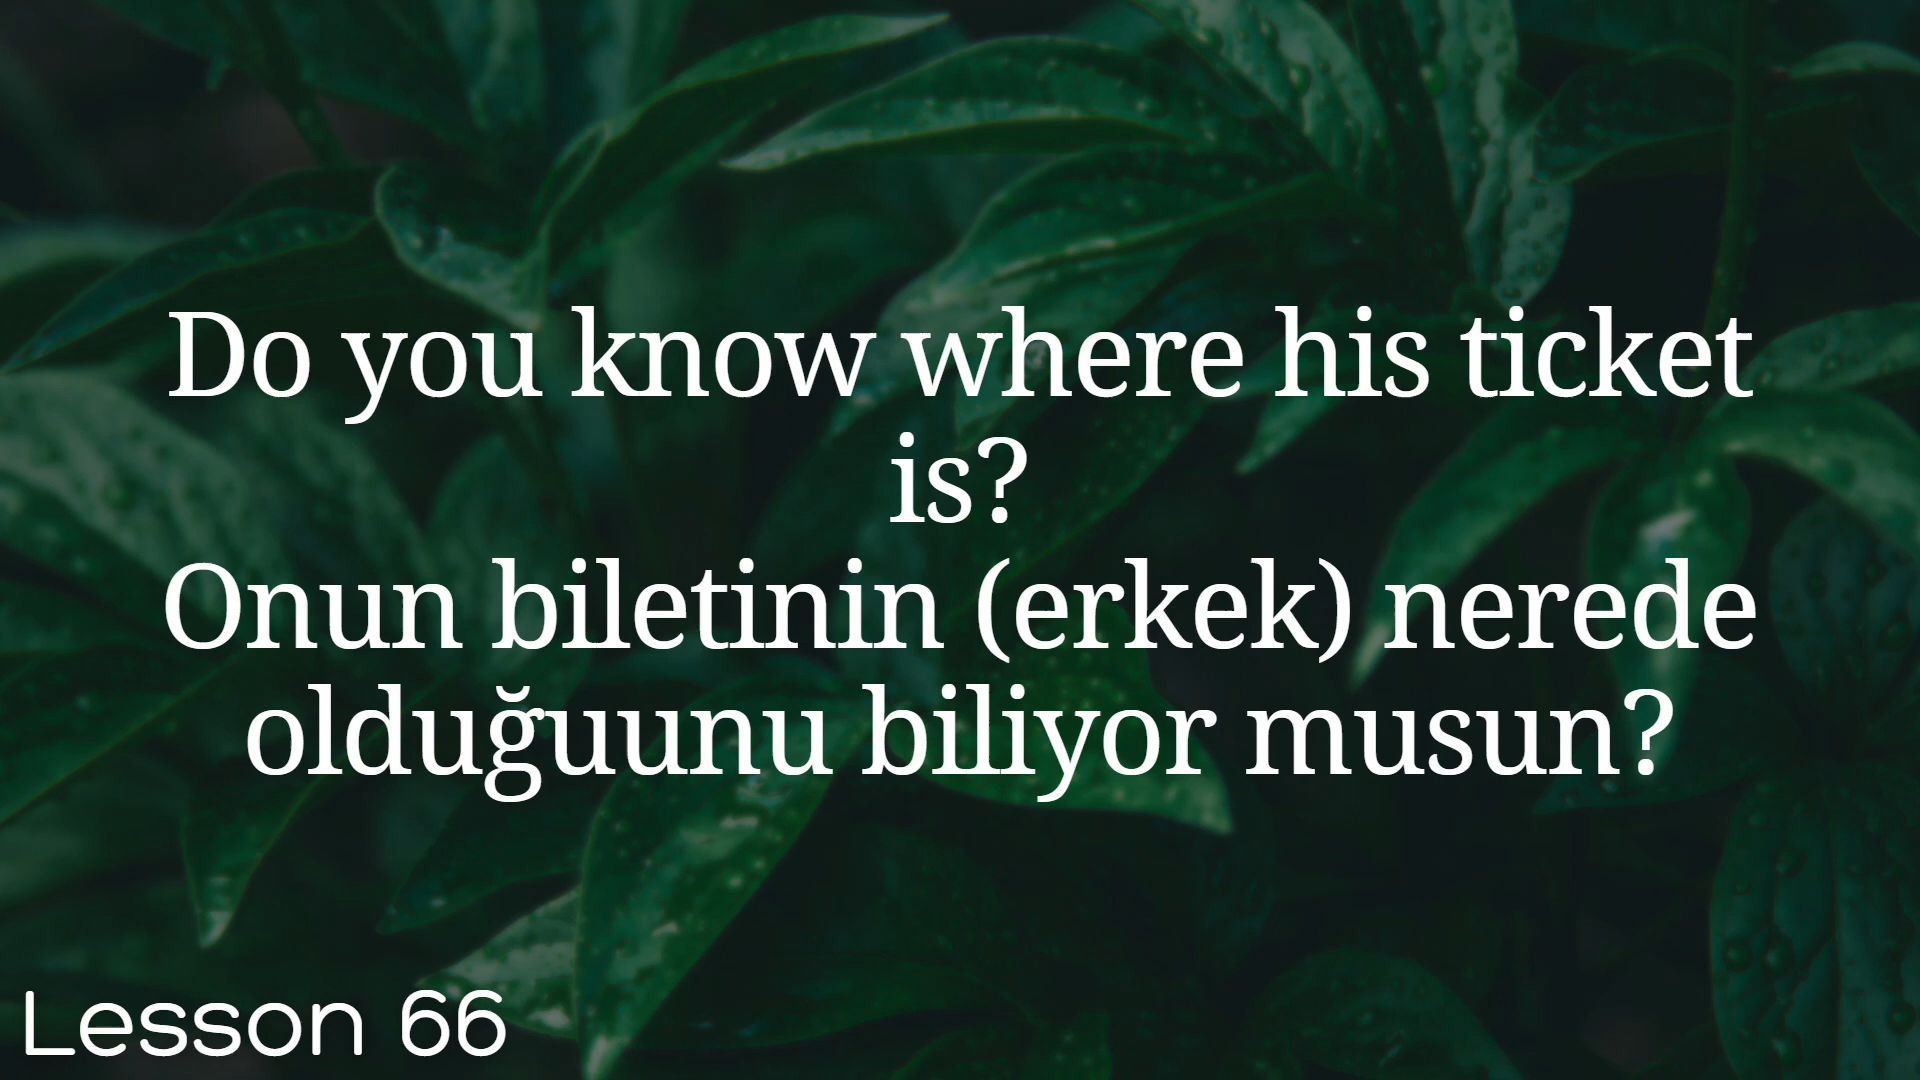 Do you know where his ticket
is?
Onun biletinin (erkek) nerede
olduğuunu biliyor musun?
Lesson 66